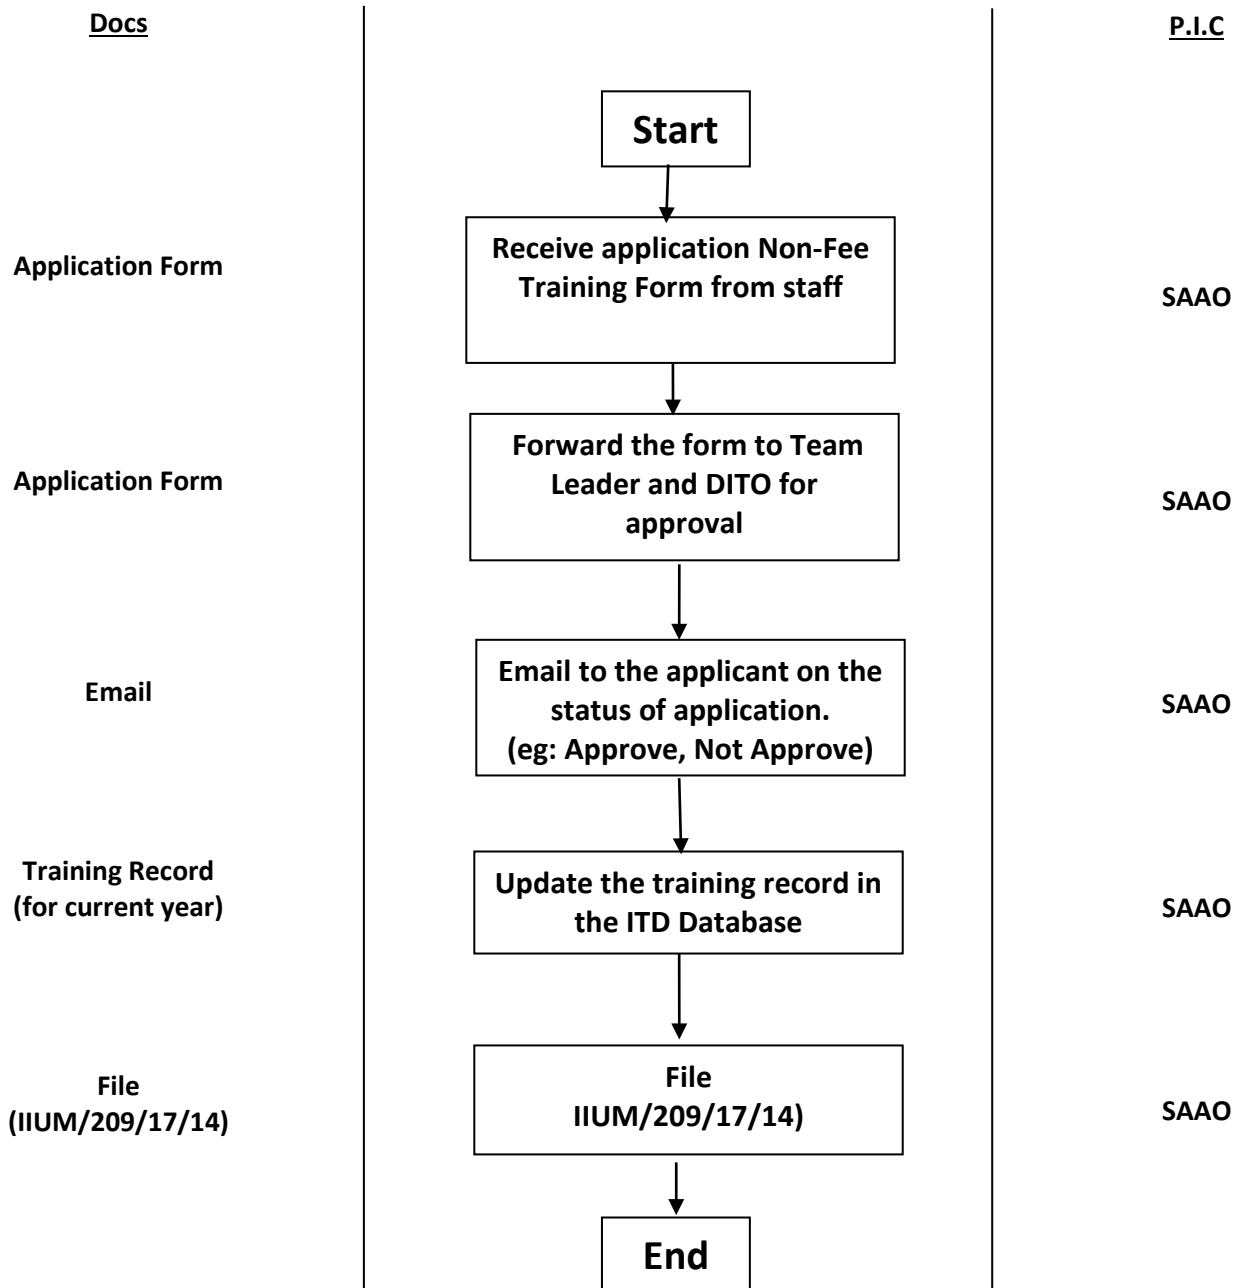 Docs
P.I.C
Start
Application Form
Receive application Non-Fee
Training Form from staff
SAAO
Application Form
Forward the form to Team
Leader and DITO for
approval
SAAO
Email
Email to the applicant on the
status of application.
(eg: Approve, Not Approve)
SAAO
Training Record
(for current year)
Update the training record in
the ITD Database
SAAO
File
(IIUM/209/17/14)
File
IIUM/209/17/14)
SAAO
End